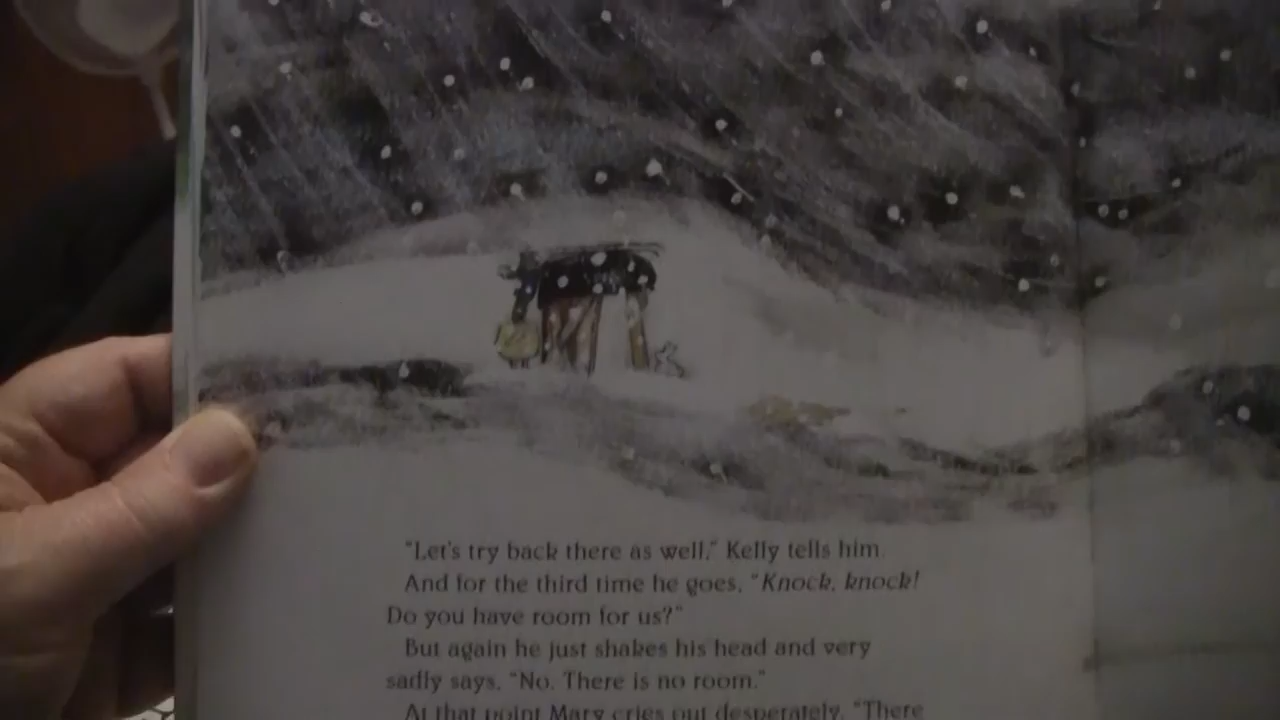 "Let's try back there as well," Kelly tells him.
And for the third time he goes, "Knock, knock!
Do you have room for us?"
But again he just shakes his head and very
sadly says, "No. There is no room."
At that point Mary cries out desperately, "There